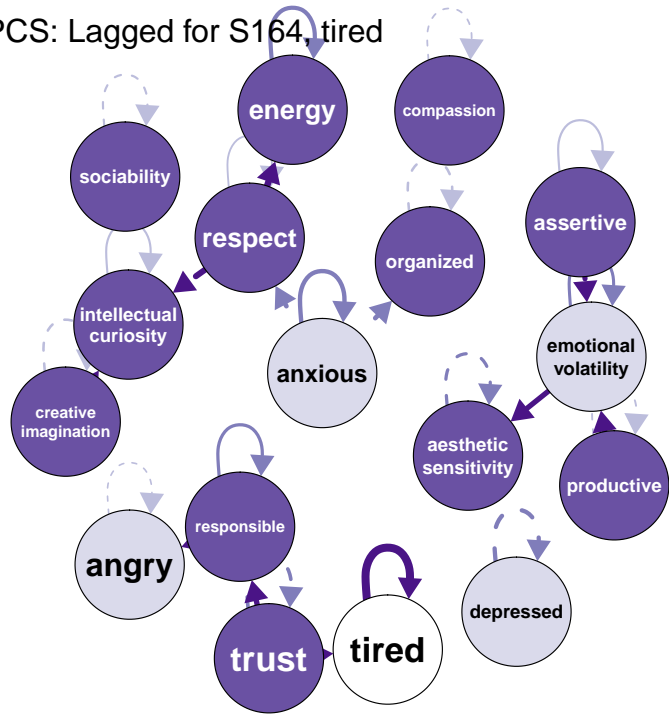 PCS: Lagged for S164, tired
energy
compassion
sociability
respect
assertive
organized
intellectual
curiosity
anxious
emotional
volatility
creative
imagination
aesthetic
sensitivity
productive
responsible
angry
depressed
trust
tired